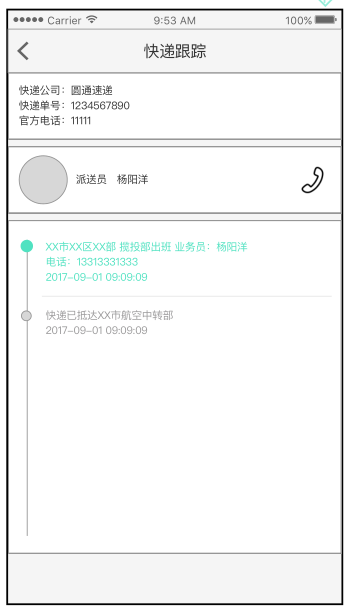 Carrier 9:53 AM 100%
快递跟踪
快递公司：圆通速递
快递单号：1234567890
官方电话：11111
派送员 杨阳洋
XX市XX区XX部 揽投部出班 业务员：杨阳洋
电话：13313331333
2017-09-01 09:09:09
快递已抵达XX市航空中转部
2017-09-01 09:09:09